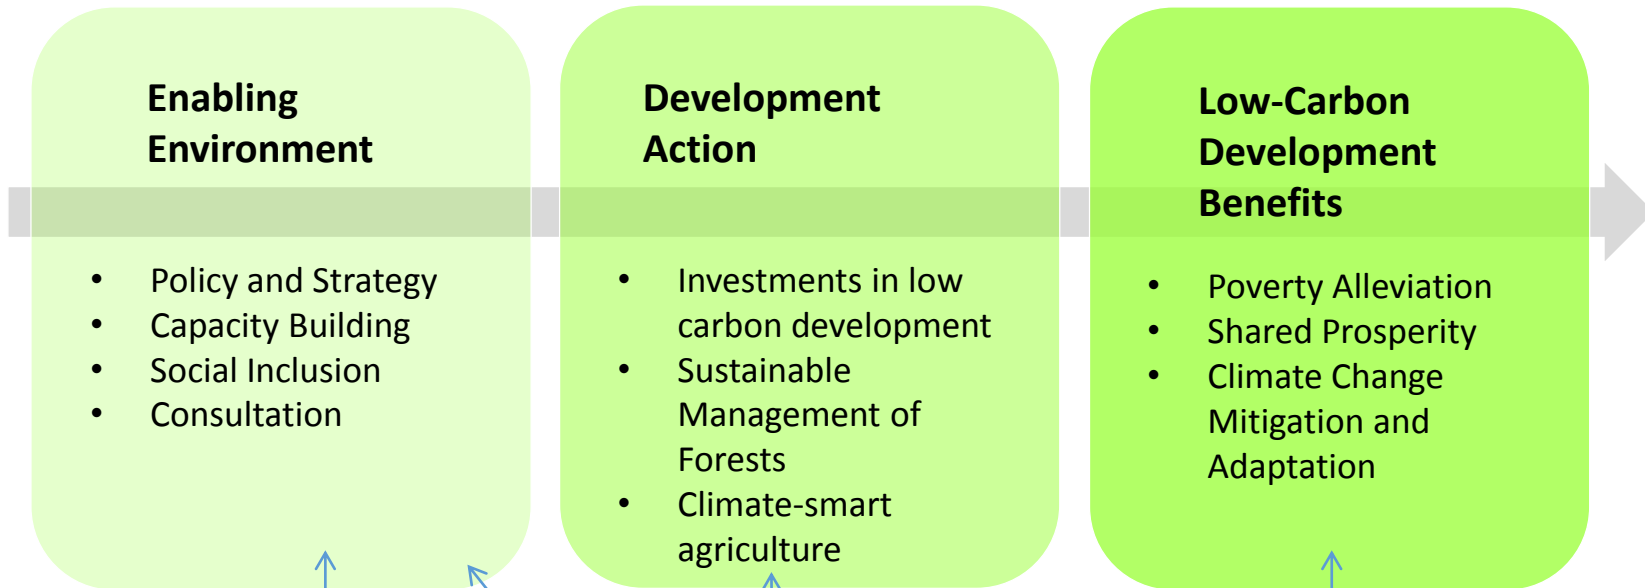 Enabling
Environment
• Policy and Strategy
• Capacity Building
• Social Inclusion
• Consultation
Development
Action
• Investments in low
carbon development
• Sustainable
Management of
Forests
• Climate-smart
agriculture
Low-Carbon
Development
Benefits
• Poverty Alleviation
• Shared Prosperity
• Climate Change
Mitigation and
Adaptation